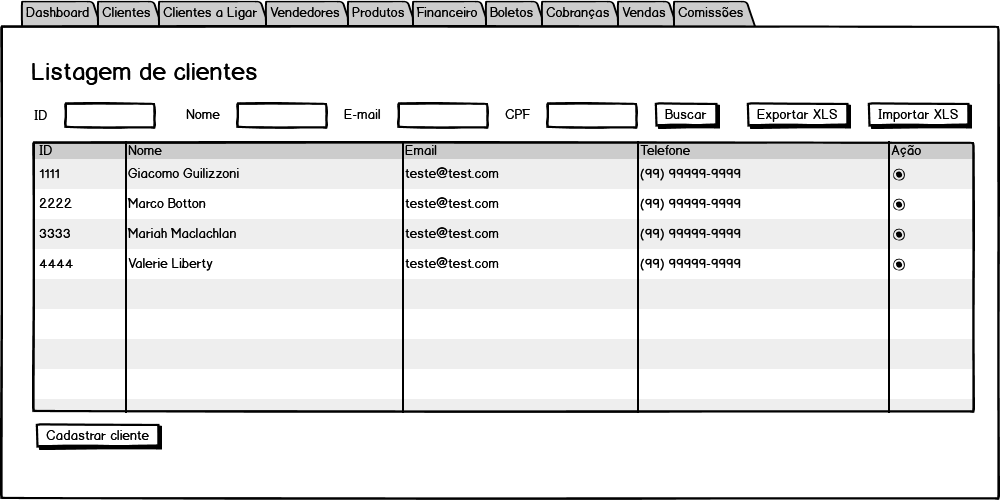 Dashboard Clientes Clientes a Ligar Vendedores Produtos Financeiro Boletos Cobranças Vendas Comissões
Listagem de clientes
ID Nome E-mail CPF Buscar Exportar XLS Importar XLS
ID Nome Email Telefone Ação
1111 Giacomo Guilizzoni teste@test.com (99) 99999-9999
2222 Marco Botton teste@test.com (99) 99999-9999
3333 Mariah Maclachlan teste@test.com (99) 99999-9999
4444 Valerie Liberty teste@test.com (99) 99999-9999
Cadastrar cliente